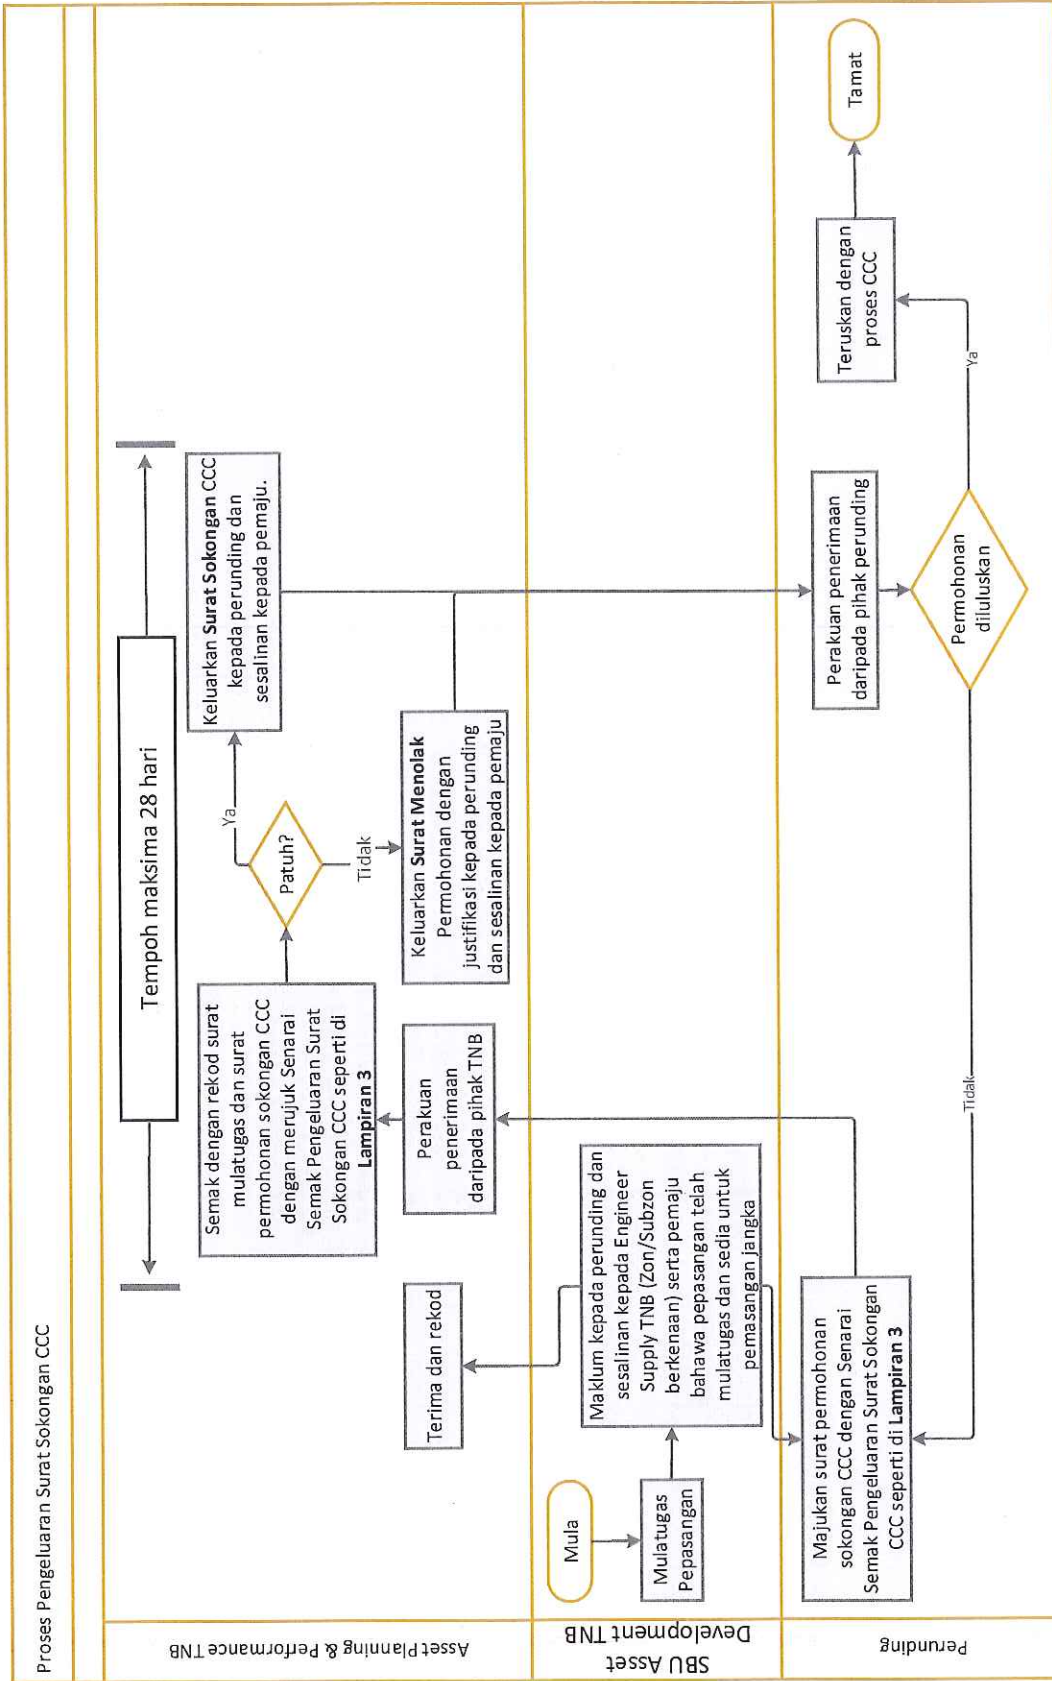 Proses Pengeluaran Surat Sokongan CCC
Asset Planning & Performance TNB
Tempoh maksima 28 hari
Terima dan rekod
Perakuan
penerimaan
daripada pihak TNB
Semak dengan rekod surat
mulatugas dan surat
permohonan sokongan CCC
dengan merujuk Senarai
Semak Pengeluaran Surat
Sokongan CCC seperti di
Lampiran 3
Patuh?
Ya
Tidak
Keluarkan Surat Sokongan CCC
kepada perunding dan
sesalinan kepada pemaju.
Keluarkan Surat Menolak
Permohonan dengan
justifikasi kepada perunding
dan sesalinan kepada pemaju
SBU Asset
Development TNB
Mula
Mulatugas
Pepasangan
Maklum kepada perunding dan
sesalinan kepada Engineer
Supply TNB (Zon/Subzon
berkenaan) serta pemaju
bahawa pepasangan telah
mulatugas dan sedia untuk
pemasangan jangka
Perunding
Majukan surat permohonan
sokongan CCC dengan Senarai
Semak Pengeluaran Surat Sokongan
CCC seperti di Lampiran 3
Perakuan penerimaan
daripada pihak perunding
Permohonan
diluluskan
Tidak
Ya
Teruskan dengan
proses CCC
Tamat